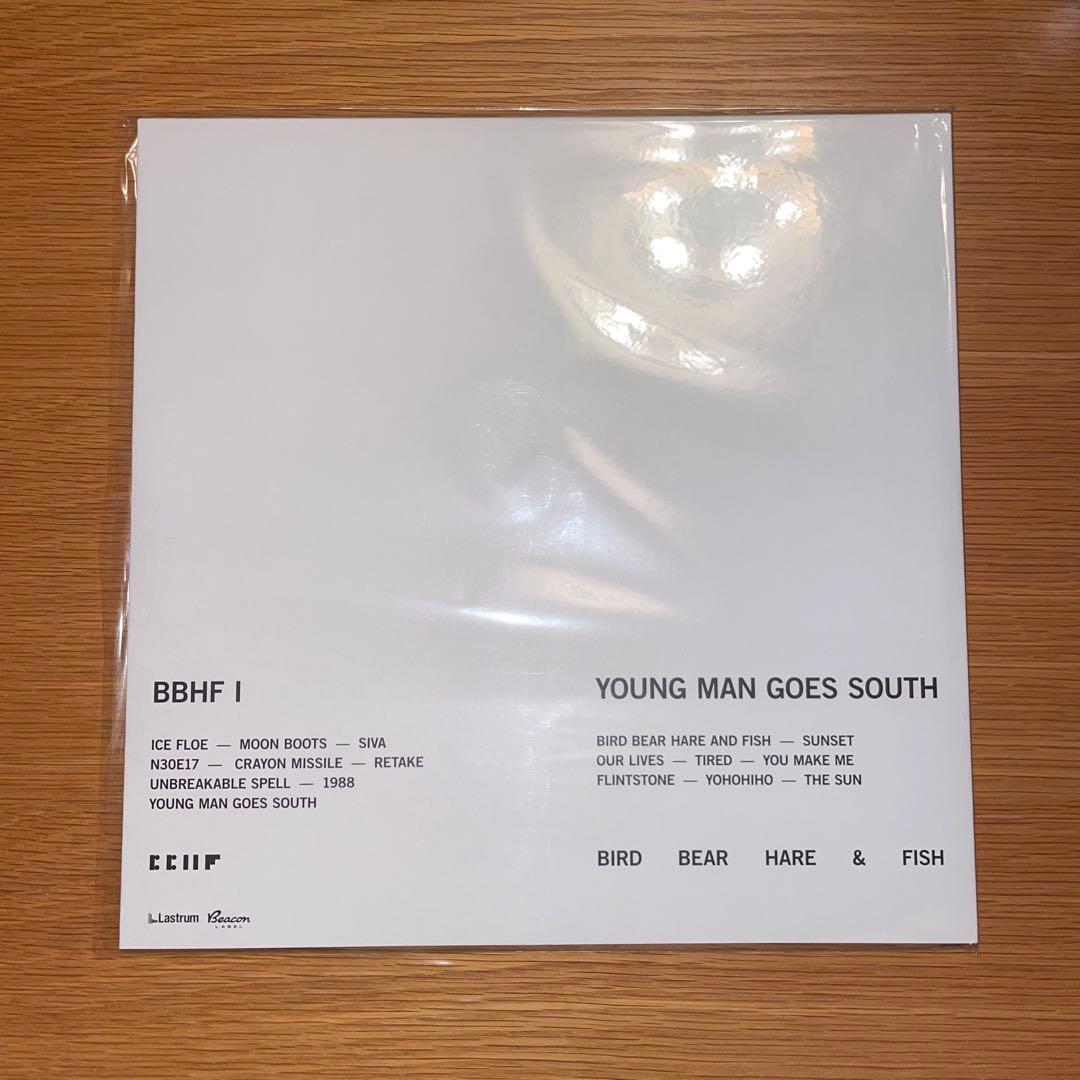 BBHF I
ICE FLOE — MOON BOOTS — SIVA
N30E17 — CRAYON MISSILE — RETAKE
UNBREAKABLE SPELL — 1988
YOUNG MAN GOES SOUTH
Lastrum Beacon
LABEL
YOUNG MAN GOES SOUTH
BIRD BEAR HARE AND FISH — SUNSET
OUR LIVES — TIRED — YOU MAKE ME
FLINTSTONE — YOHOHIHO — THE SUN
BIRD BEAR HARE & FISH